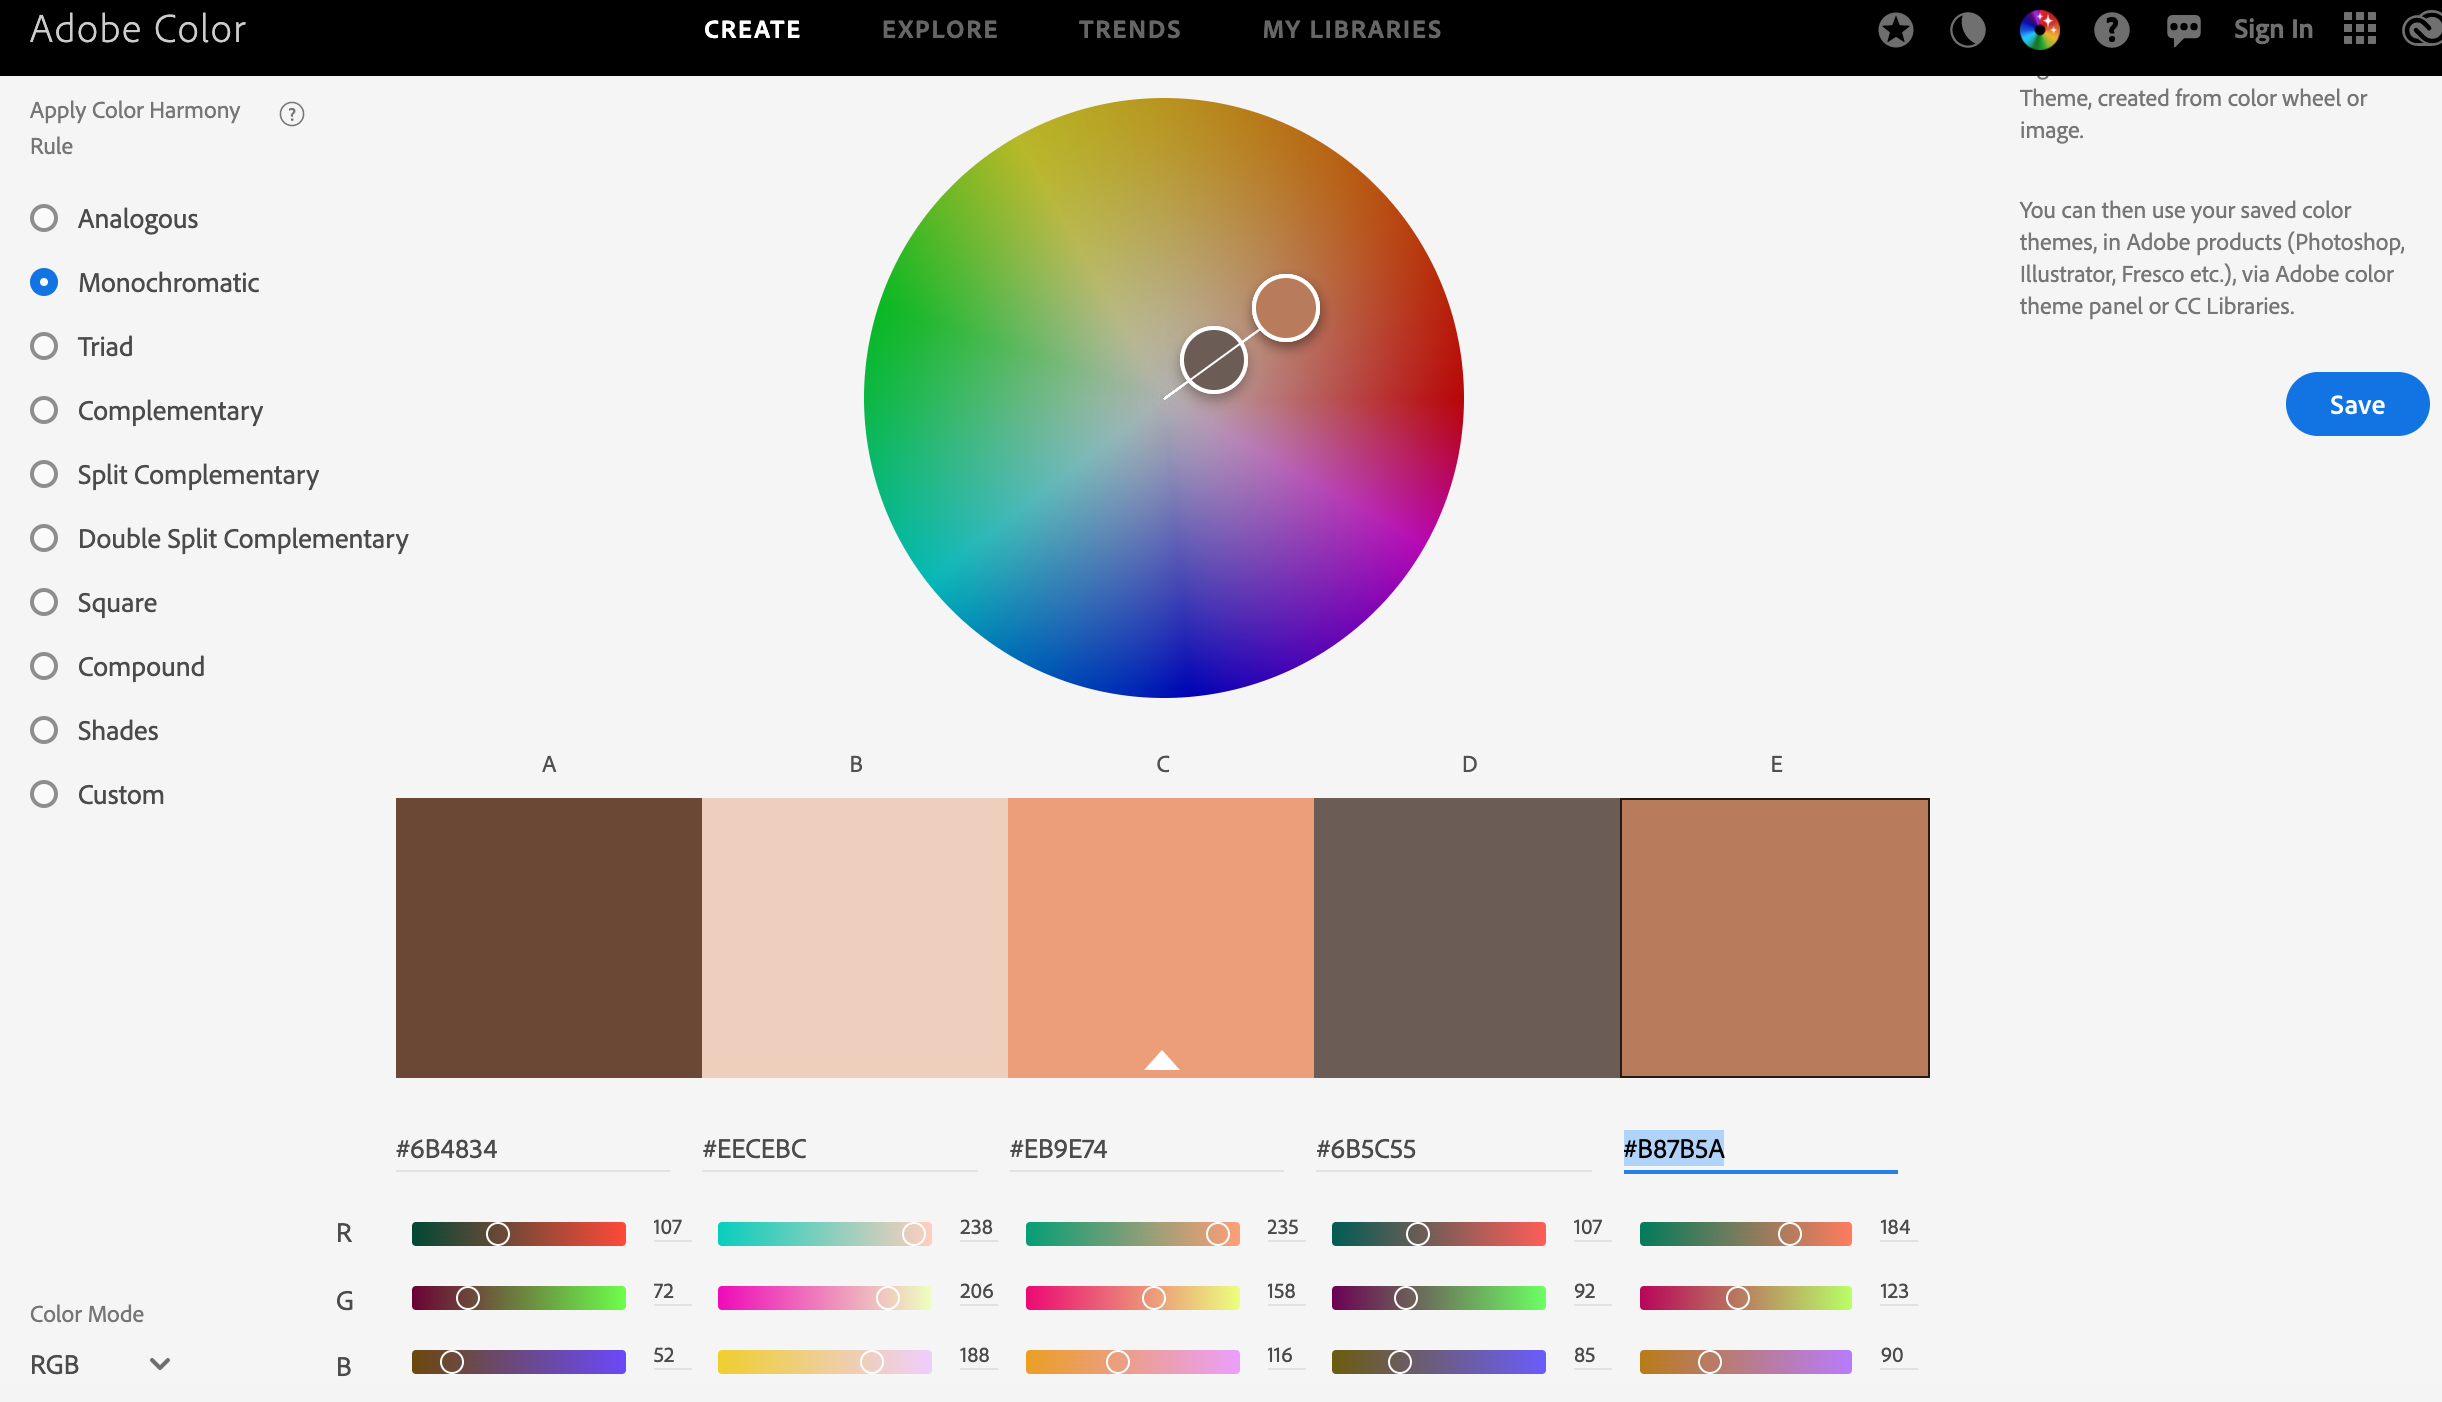 Adobe Color
CREATE
EXPLORE
TRENDS
MY LIBRARIES
Sign In
Apply Color Harmony
Rule
Analogous
Monochromatic
Triad
Complementary
Split Complementary
Double Split Complementary
Square
Compound
Shades
Custom
Theme, created from color wheel or
image.
You can then use your saved color
themes, in Adobe products (Photoshop,
Illustrator, Fresco etc.), via Adobe color
theme panel or CC Libraries.
Save
A B C D E
#6B4834 #EECEBC #EB9E74 #6B5C55 #B87B5A
R 107 238 235 107 184
G 72 206 158 92 123
B 52 188 116 85 90
Color Mode
RGB